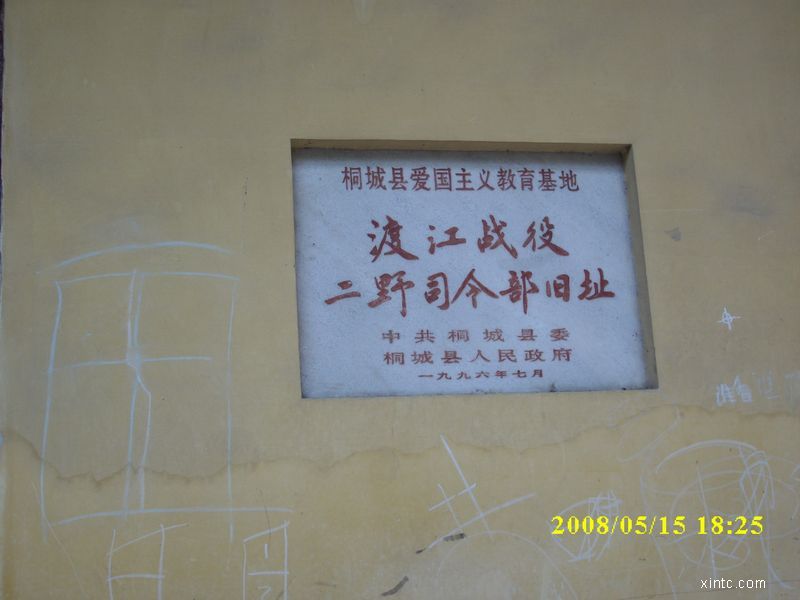 桐城县爱国主义教育基地
渡江战役
二野司令部旧址
中共桐城县委
桐城县人民政府
一九九六年七月
2008/05/15 18:25
xintc.com